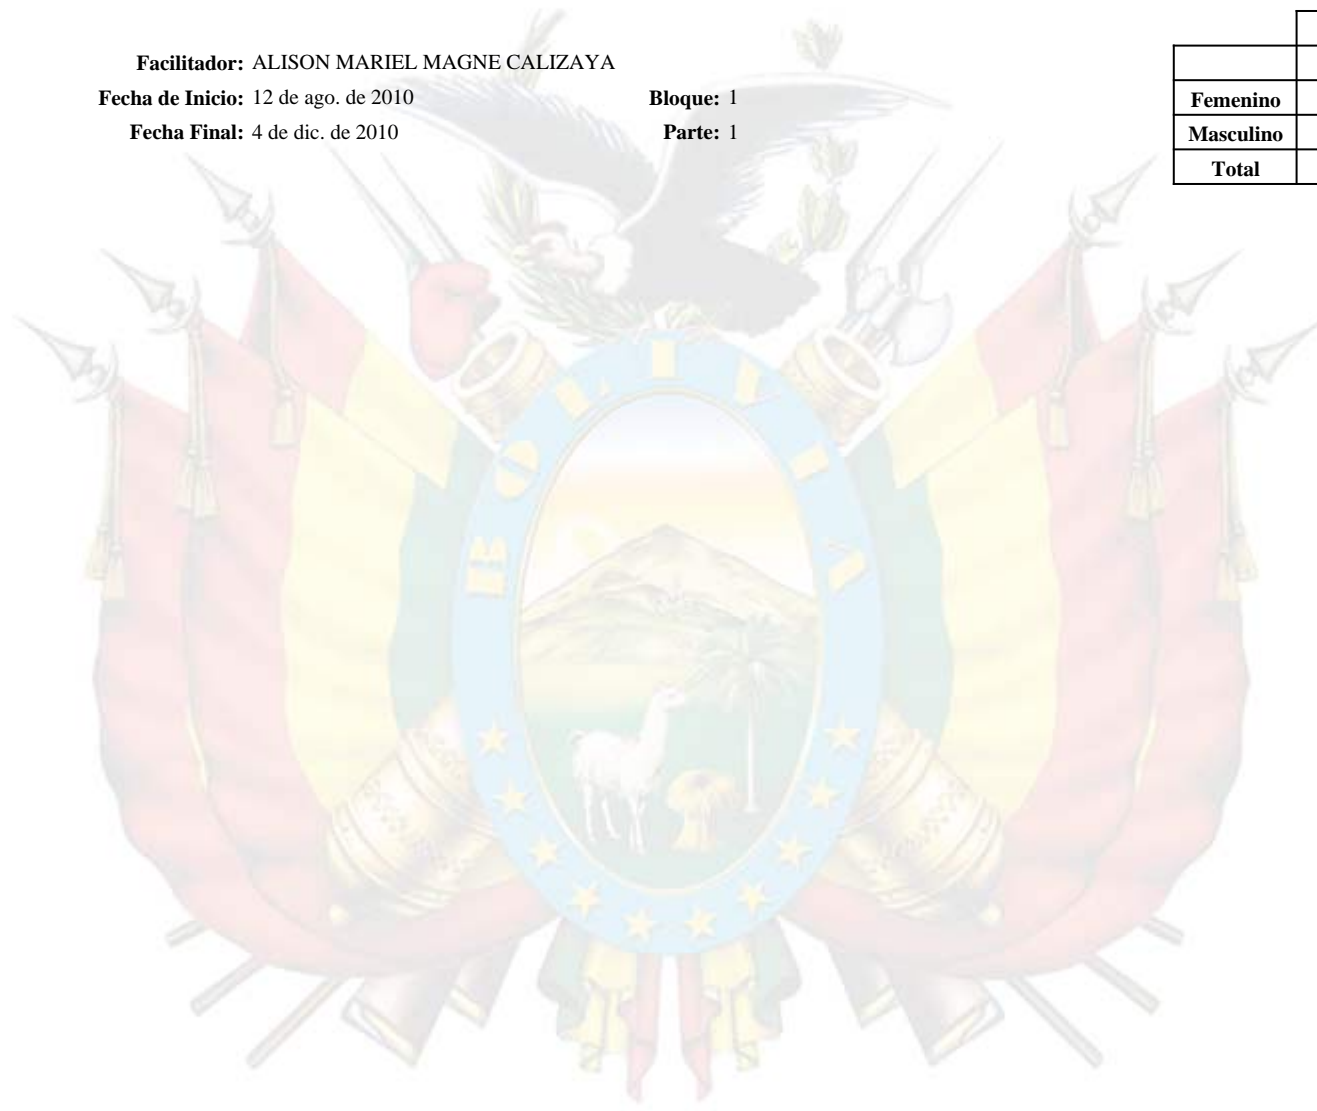 Facilitador: ALISON MARIEL MAGNE CALIZAYA
Fecha de Inicio: 12 de ago. de 2010 Bloque: 1
Fecha Final: 4 de dic. de 2010 Parte: 1
Femenino
Masculino
Total
BOLIVIA